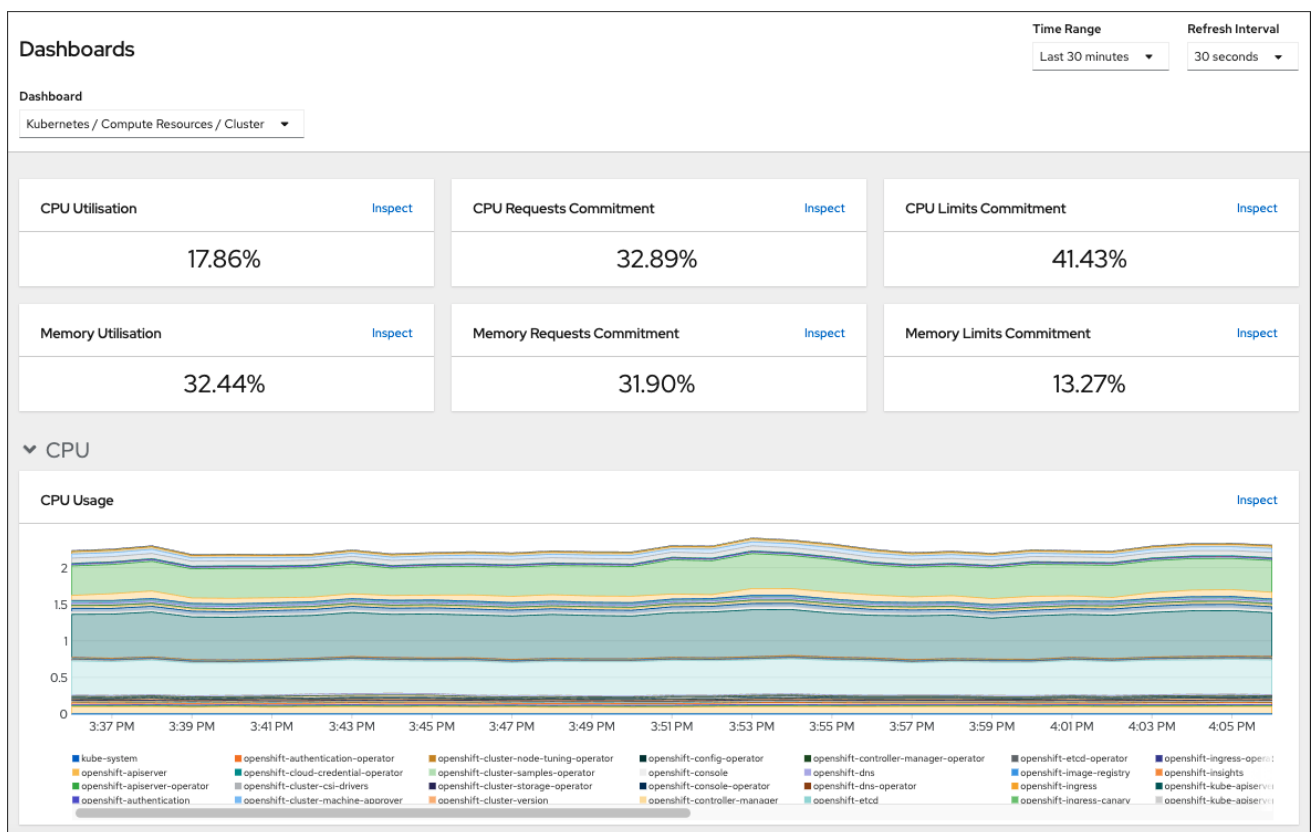 Dashboards
Time Range
Refresh Interval
Last 30 minutes
30 seconds
Dashboard
Kubernetes / Compute Resources / Cluster
CPU Utilisation Inspect
CPU Requests Commitment Inspect
CPU Limits Commitment Inspect
17.86%
32.89%
41.43%
Memory Utilisation Inspect
Memory Requests Commitment Inspect
Memory Limits Commitment Inspect
32.44%
31.90%
13.27%
CPU
CPU Usage Inspect
2
1.5
1
0.5
0
3:37 PM 3:39 PM 3:41 PM 3:43 PM 3:45 PM 3:47 PM 3:49 PM 3:51 PM 3:53 PM 3:55 PM 3:57 PM 3:59 PM 4:01 PM 4:03 PM 4:05 PM
kube-system openshift-authentication-operator openshift-cluster-node-tuning-operator openshift-config-operator openshift-controller-manager-operator openshift-etcd-operator
openshift-apiserver openshift-cloud-credential-operator openshift-cluster-samples-operator openshift-console openshift-dns openshift-image-registry openshift-insights
openshift-apiserver-operator openshift-cluster-csi-drivers openshift-cluster-storage-operator openshift-console-operator openshift-dns-operator openshift-ingress
openshift-authentication openshift-cluster-machine-approver openshift-cluster-version openshift-controller-manager openshift-etcd openshift-ingress-canary